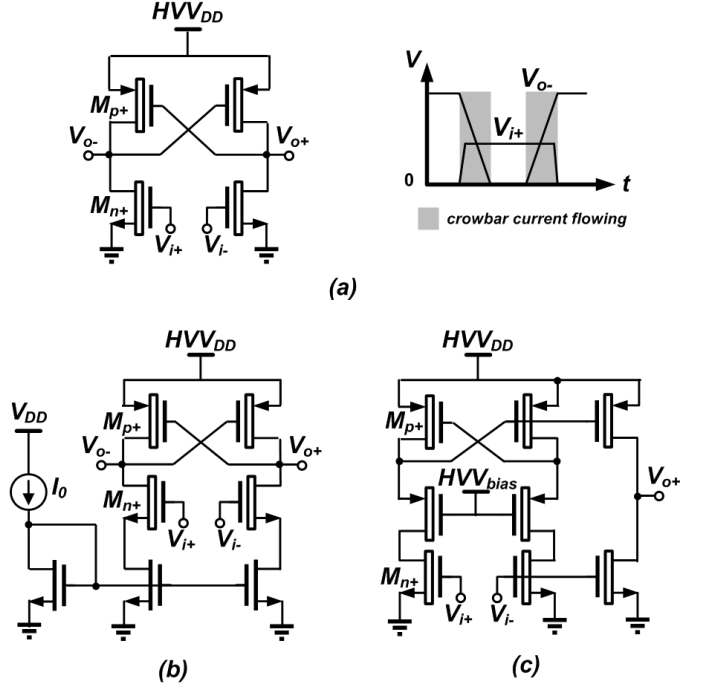 HVV_DD
M_p+
V_o-
V_o+
M_n+
V_i+
V_i-
V
V_o-
V_i+
0
t
crowbar current flowing
(a)
HVV_DD
V_DD
M_p+
V_o-
V_o+
I_0
M_n+
V_i+
V_i-
(b)
HVV_DD
M_p+
HVV_bias
V_o+
M_n+
V_i+
V_i-
(c)